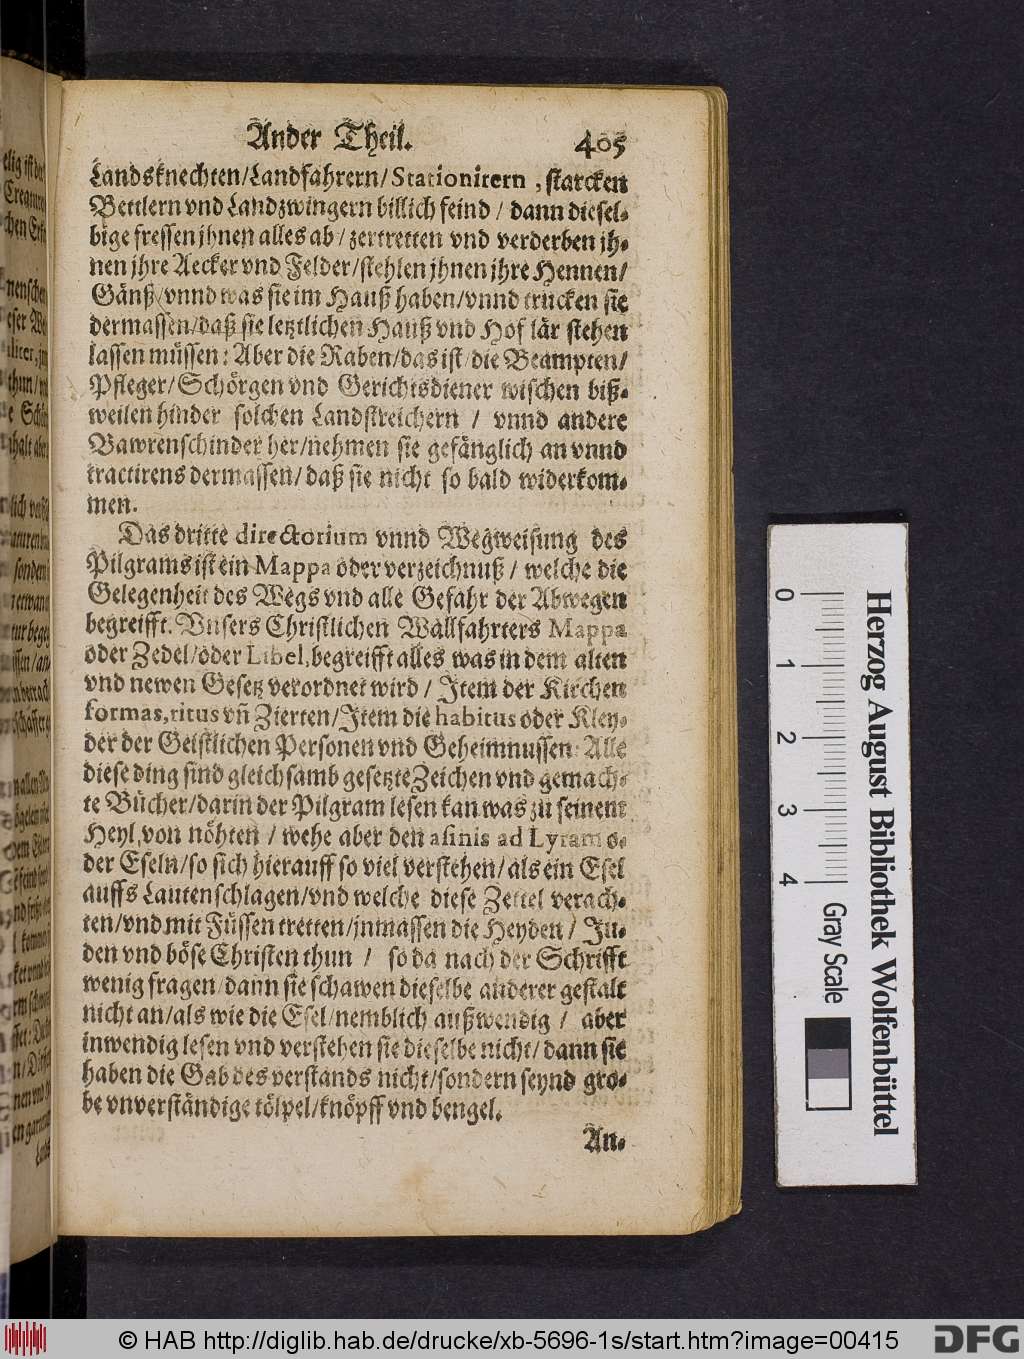 Ander Theil. 405
Landsknechten/Landfahrern/ Stationirern, starcken
Bettlern vnd Landzwingern billich feind / dann diesel-
bige fressen jhnen alles ab/ zertretten vnd verderben jh-
nen jhre Aecker vnd Felder/stehlen jhnen jhre Hennen/
Gänß/vnnd was sie im Hauß haben/vnnd trucken sie
dermassen/daß sie letztlichen Hauß vnd Hof lär stehen
lassen müssen: Aber die Raben/das ist/die Beampten/
Pfleger/Schörgen vnd Gerichtsdiener wischen biß-
weilen hinder solchen Landstreichern / vnnd andere
Bawrenschinder her/nehmen sie gefänglich an vnnd
tractirens dermassen/daß sie nicht so bald widerkom-
men.
Das dritte directorium vnnd Wegweisung des
Pilgrams ist ein Mappa oder verzeichnuß / welche die
Gelegenheit des Wegs vnd alle Gefahr der Abwegen
begreifft. Vnsers Christlichen Wallfahrters Mappa
oder Zedel/oder Libel, begreifft alles was in dem alten
vnd newen Gesetz verordnet wird / Item der Kirchen
formas, ritus vñ Zierten/Item die habitus oder Kley-
der der Geistlichen Personen vnd Geheimnussen: Alle
diese ding sind gleichsamb gesetzte Zeichen vnd gemach-
te Bücher/darin der Pilgram lesen kan was zu seinem
Heyl von nöhten / wehe aber den asinis ad Lyram o-
der Eseln/so sich hierauff so viel verstehen/als ein Esel
auffs Lautenschlagen/vnd welche diese Zettel verach-
ten/vnd mit Füssen tretten/jnmassen die Heyden / Ju-
den vnd böse Christen thun / so da nach der Schrifft
wenig fragen/dann sie schawen dieselbe anderer gestalt
nicht an/als wie die Esel/nemblich außwendig / aber
inwendig lesen vnd verstehen sie dieselbe nicht/dann sie
haben die Gab des verstands nicht/sondern seynd gro-
be vnverständige tölpel/knöpff vnd bengel.
An-
0 1 2 3 4
Gray Scale
Herzog August Bibliothek Wolfenbüttel
© HAB http://diglib.hab.de/drucke/xb-5696-1s/start.htm?image=00415
DFG